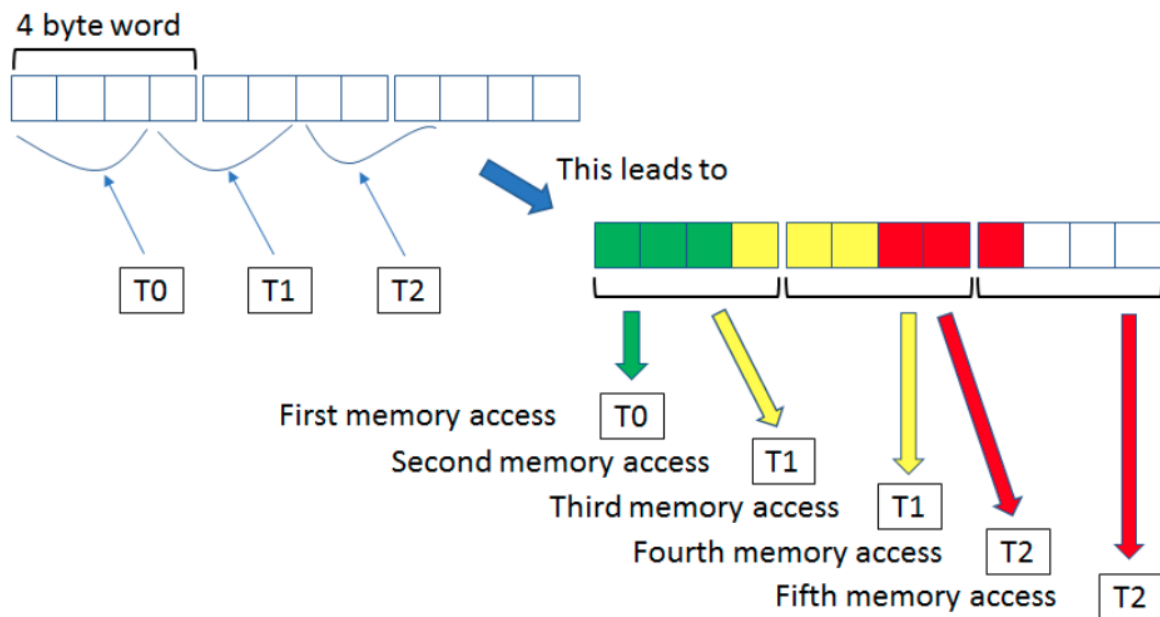 4 byte word
T0
T1
T2
This leads to
First memory access
T0
Second memory access
T1
Third memory access
T1
Fourth memory access
T2
Fifth memory access
T2